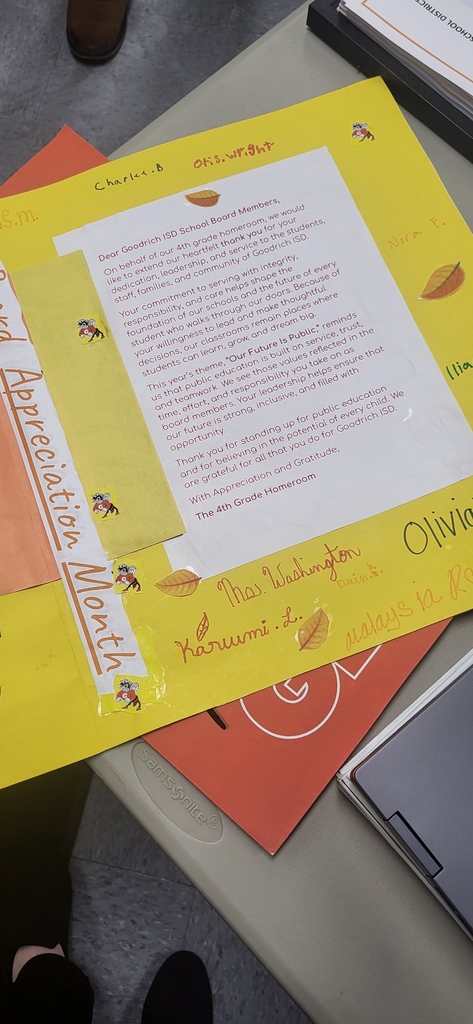 SCHOOL DISTRICT
Otis.Wright
Charlee.B
s.m.
Nora F.
Dear Goodrich ISD School Board Members,
On behalf of our 4th grade homeroom, we would
like to extend our heartfelt thank you for your
dedication, leadership, and service to the students,
staff, families, and community of Goodrich ISD.
Your commitment to serving with integrity,
responsibility, and care helps shape the
foundation of our schools and the future of every
student who walks through our doors. Because of
your willingness to lead and make thoughtful
decisions, our classrooms remain places where
students can learn, grow, and dream big.
This year's theme, "Our Future is Public" reminds
us that public education is built on service, trust,
and teamwork. We see those values reflected in the
time, effort, and responsibility you take on as
board members. Your leadership helps ensure that
our future is strong, inclusive, and filled with
opportunity.
Thank you for standing up for public education
and for believing in the potential of every child. We
are grateful for all that you do for Goodrich ISD.
With Appreciation and Gratitude,
The 4th Grade Homeroom
Appreciation Month
Olivia
Mrs. Washington
Karuumi. L.
Samsonite®